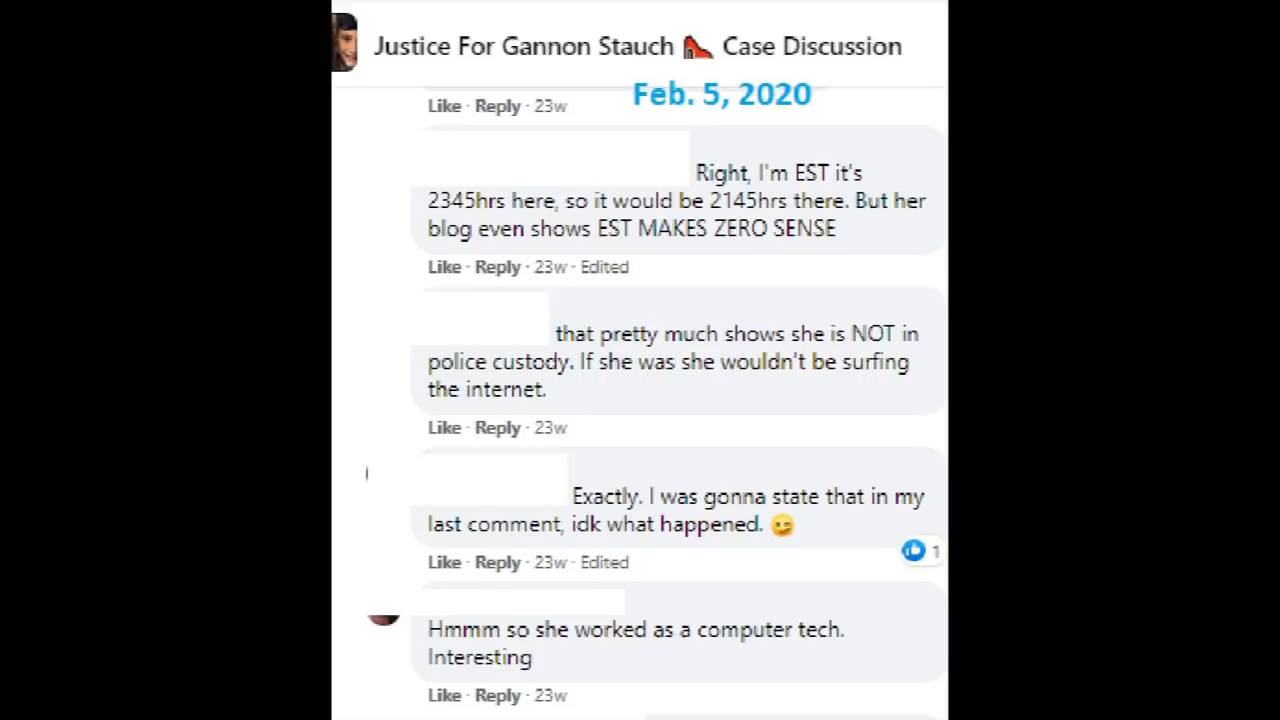 Justice For Gannon Stauch 👠 Case Discussion
Feb. 5, 2020
Like · Reply · 23w
Right, I'm EST it's
2345hrs here, so it would be 2145hrs there. But her
blog even shows EST MAKES ZERO SENSE
Like · Reply · 23w · Edited
that pretty much shows she is NOT in
police custody. If she was she wouldn't be surfing
the internet.
Like · Reply · 23w
Exactly. I was gonna state that in my
last comment, idk what happened. 🤪
1
Like · Reply · 23w · Edited
Hmmm so she worked as a computer tech.
Interesting
Like · Reply · 23w